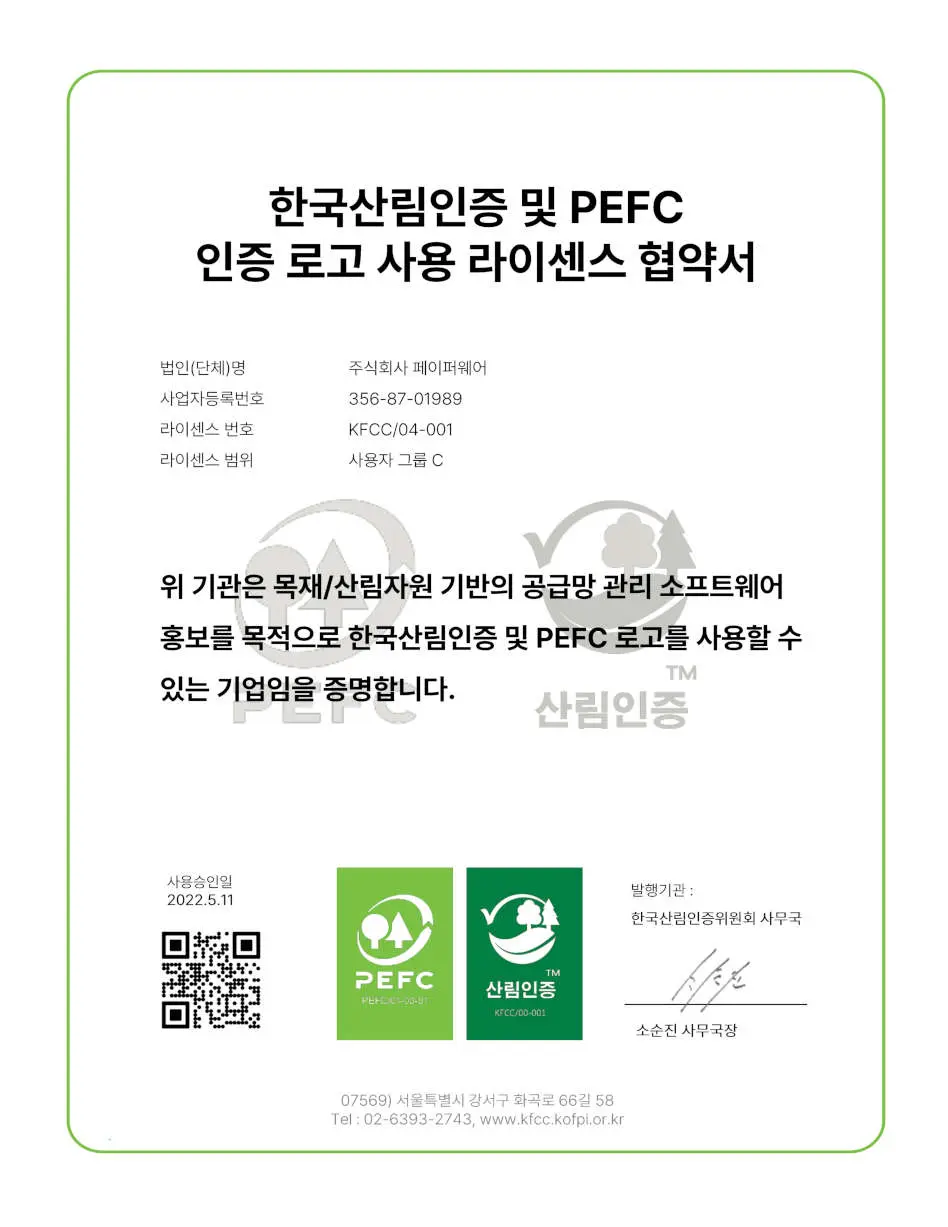 한국산림인증 및 PEFC
인증 로고 사용 라이센스 협약서
법인(단체)명 주식회사 페이퍼웨어
사업자등록번호 356-87-01989
라이센스 번호 KFCC/04-001
라이센스 범위 사용자 그룹 C
위 기관은 목재/산림자원 기반의 공급망 관리 소프트웨어
홍보를 목적으로 한국산림인증 및 PEFC 로고를 사용할 수
있는 기업임을 증명합니다.
PEFC
TM
산림인증
사용승인일
2022.5.11
PEFC
TM
산림인증
KFCC/00-001
발행기관 :
한국산림인증위원회 사무국
소순진 사무국장
07569) 서울특별시 강서구 화곡로 66길 58
Tel : 02-6393-2743, www.kfcc.kofpi.or.kr